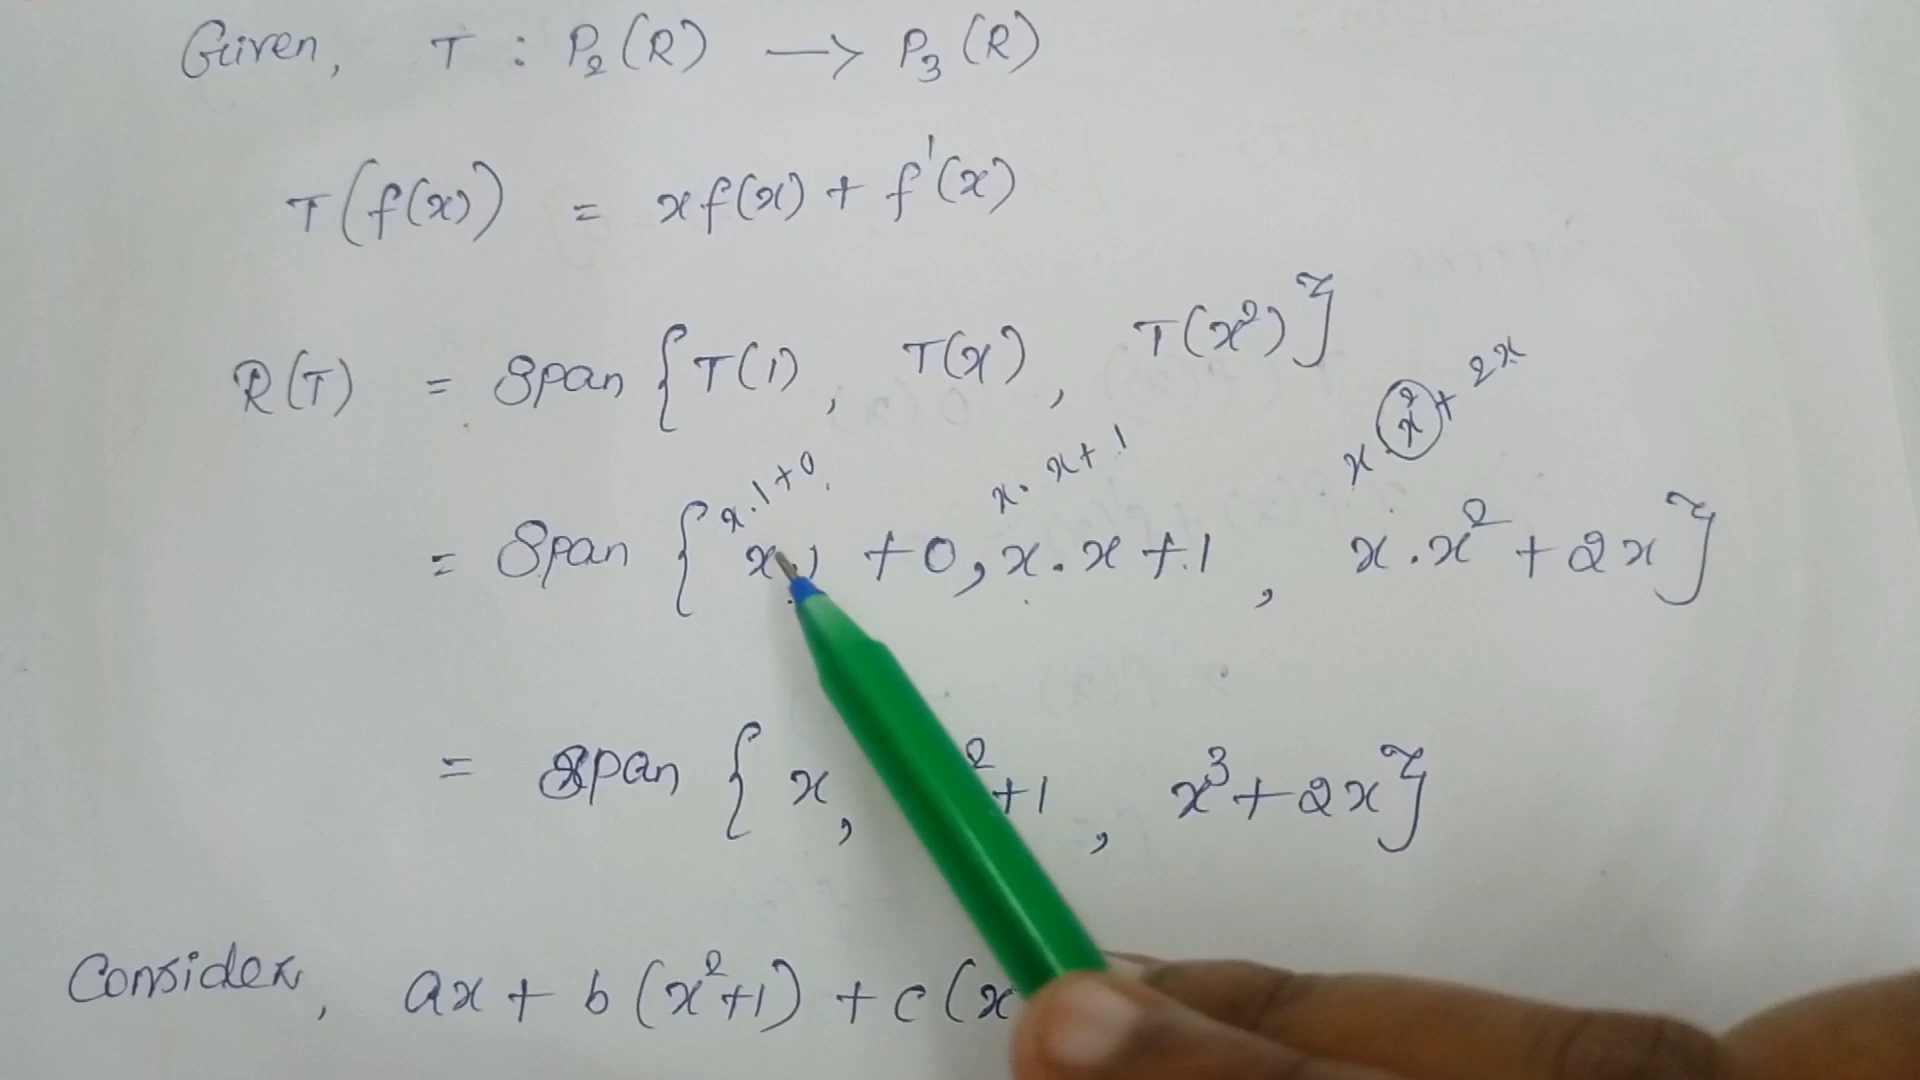 Given, T : P₂(R) → P₃(R)
T(f(x)) = xf(x) + f'(x)
R(T) = Span {T(1), T(x), T(x²)}
x.1+0 x.x+1 x.x²+2x
= Span { x.1 +0, x.x+1, x.x²+2x}
= Span { x, ²+1, x³+2x}
Consider, ax + b(x²+1) + c(x